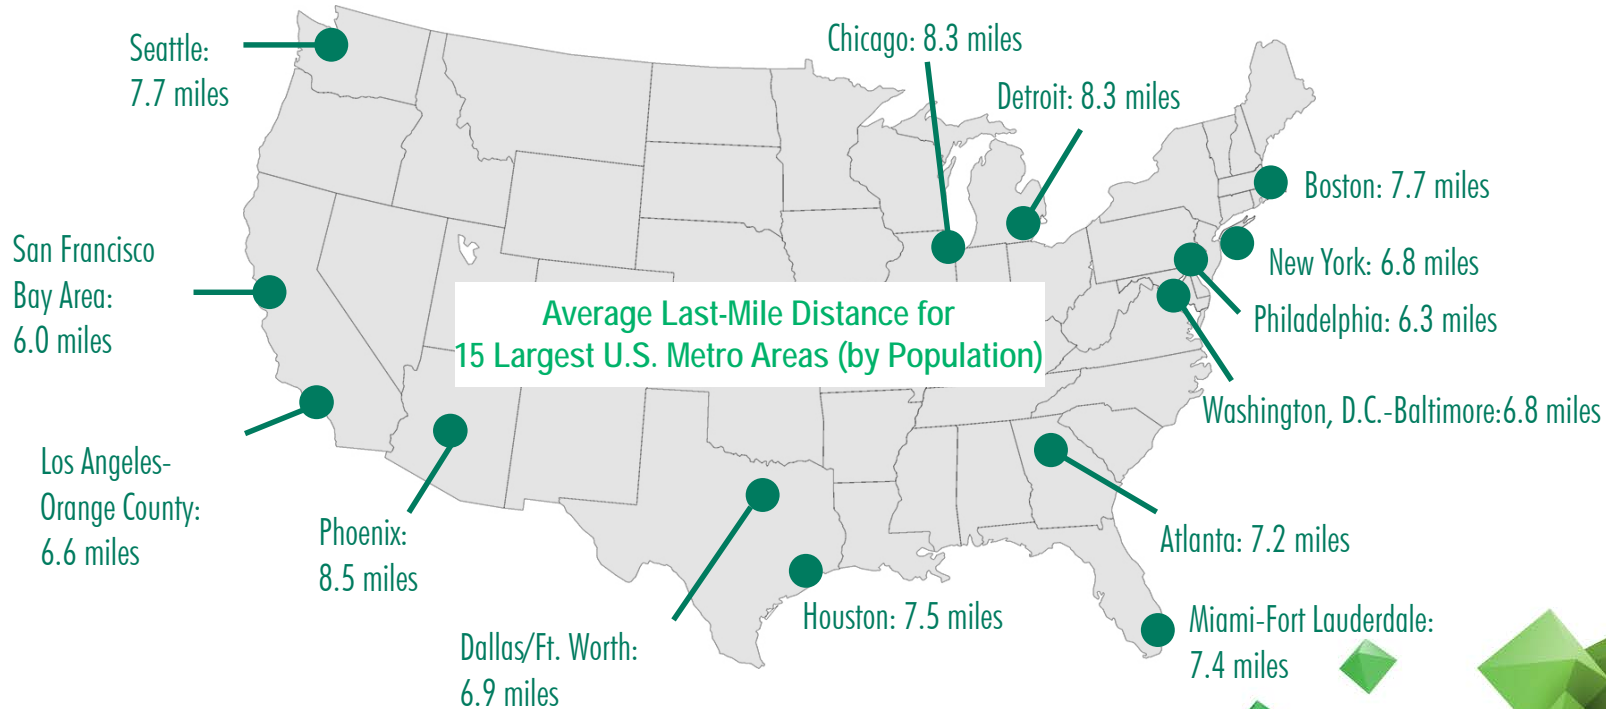 Seattle:
7.7 miles
Chicago: 8.3 miles
Detroit: 8.3 miles
Boston: 7.7 miles
San Francisco
Bay Area:
6.0 miles
New York: 6.8 miles
Philadelphia: 6.3 miles
Average Last-Mile Distance for
15 Largest U.S. Metro Areas (by Population)
Washington, D.C.-Baltimore:6.8 miles
Los Angeles-
Orange County:
6.6 miles
Phoenix:
8.5 miles
Atlanta: 7.2 miles
Houston: 7.5 miles
Dallas/Ft. Worth:
6.9 miles
Miami-Fort Lauderdale:
7.4 miles